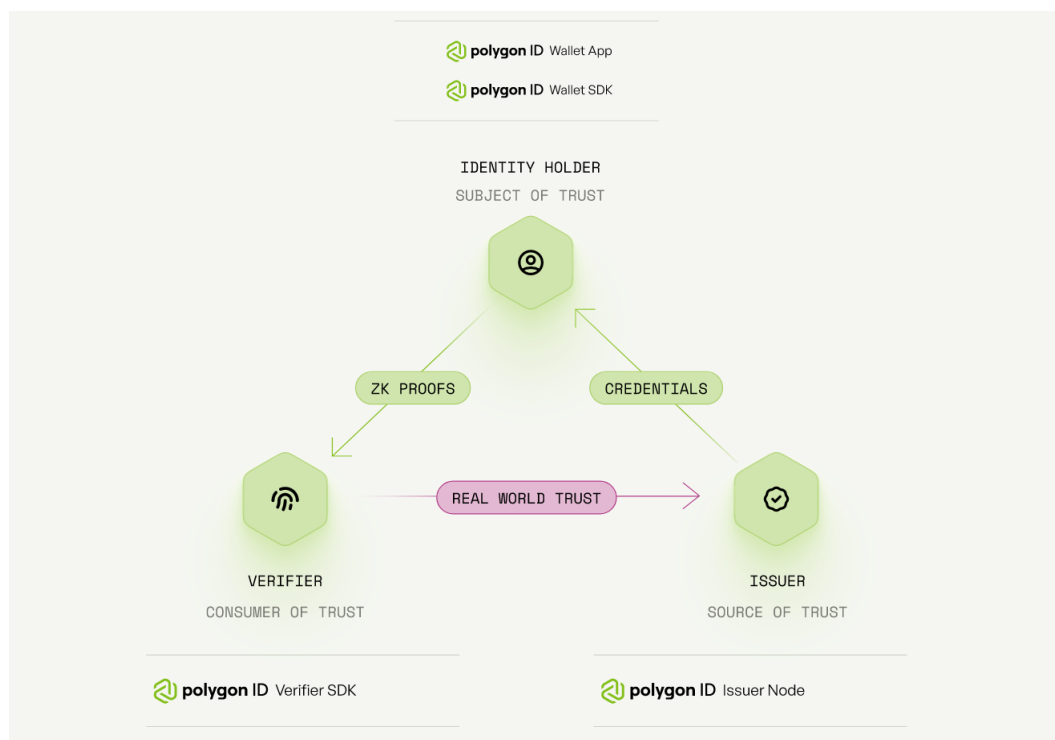 polygon ID Wallet App
polygon ID Wallet SDK
IDENTITY HOLDER
SUBJECT OF TRUST
ZK PROOFS
CREDENTIALS
REAL WORLD TRUST
VERIFIER
CONSUMER OF TRUST
ISSUER
SOURCE OF TRUST
polygon ID Verifier SDK
polygon ID Issuer Node